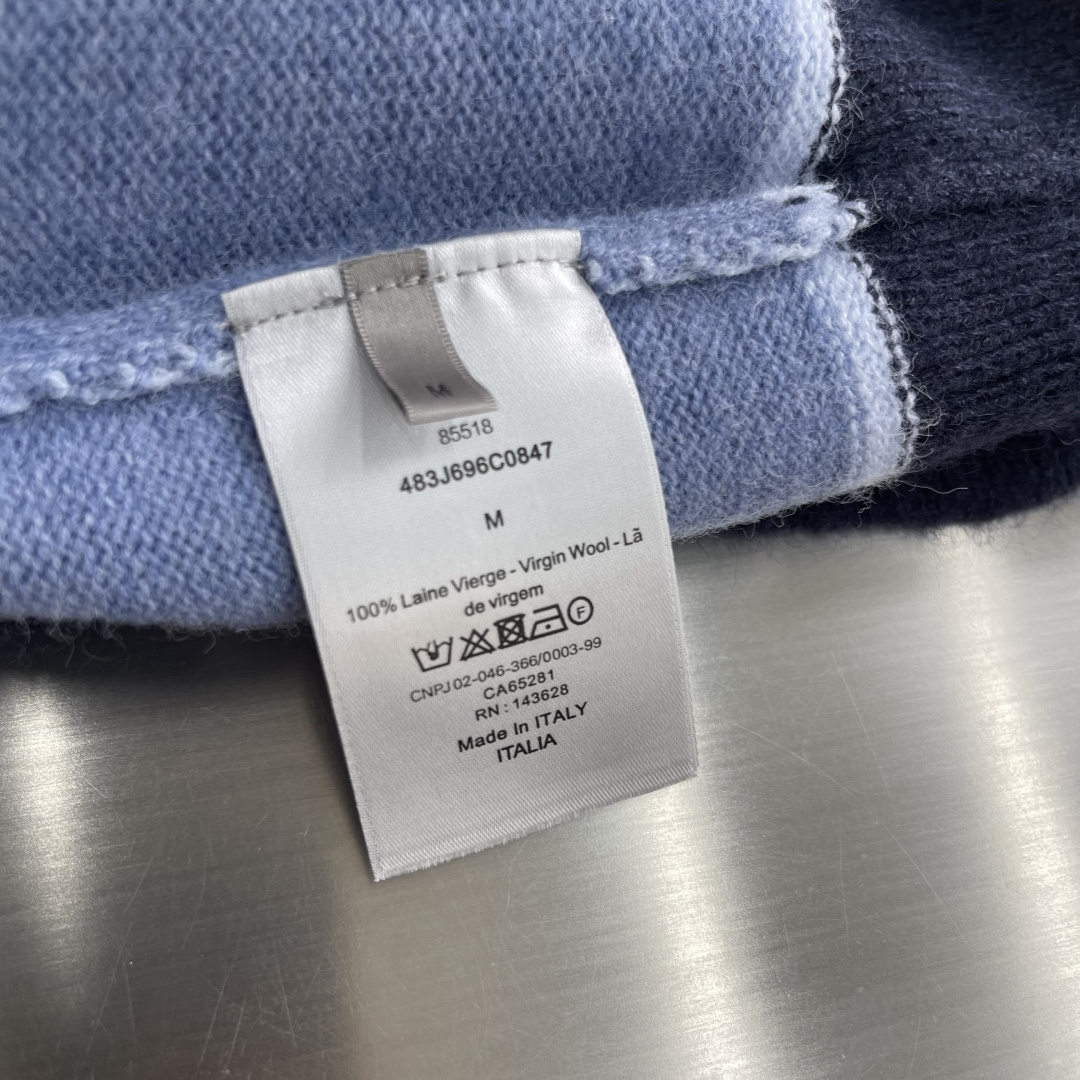 M
85518
483J696C0847
M
100% Laine Vierge - Virgin Wool - Lã
de virgem
F
CNPJ 02-046-366/0003-99
CA65281
RN : 143628
Made In ITALY
ITALIA